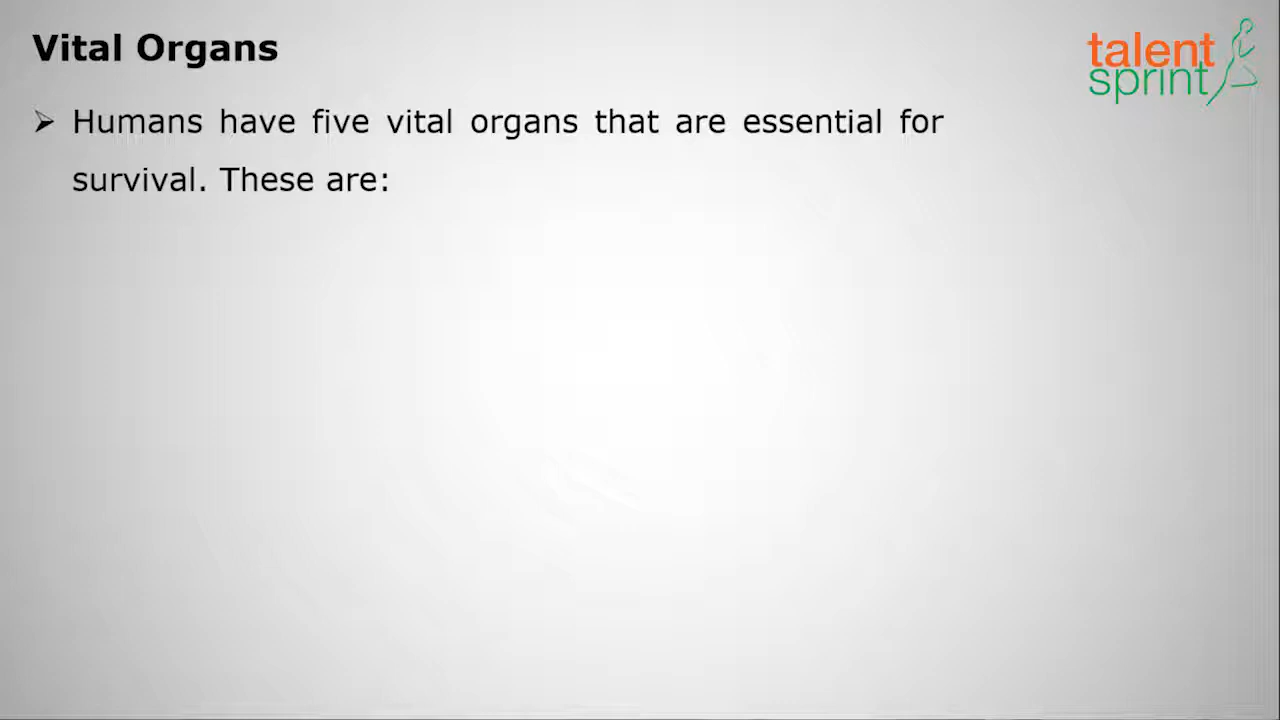 Vital Organs
talent
sprint
➢ Humans have five vital organs that are essential for
survival. These are: